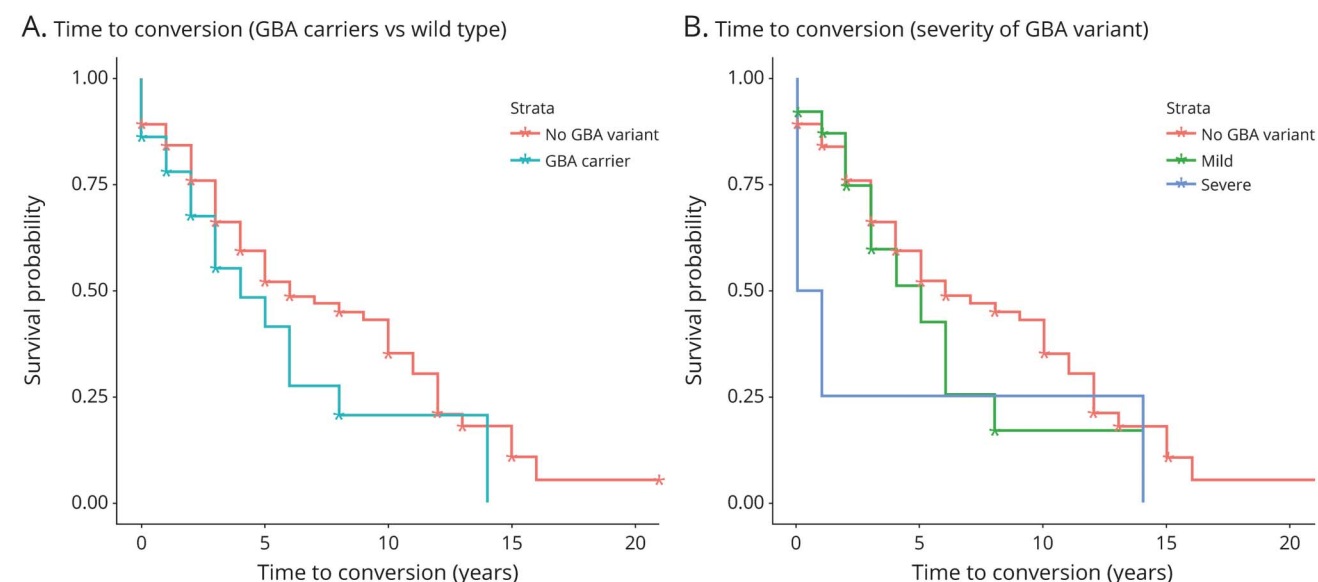 A. Time to conversion (GBA carriers vs wild type)
1.00
0.75
0.50
0.25
0.00
Survival probability
Strata
No GBA variant
GBA carrier
0 5 10 15 20
Time to conversion (years)
B. Time to conversion (severity of GBA variant)
1.00
0.75
0.50
0.25
0.00
Survival probability
Strata
No GBA variant
Mild
Severe
0 5 10 15 20
Time to conversion (years)